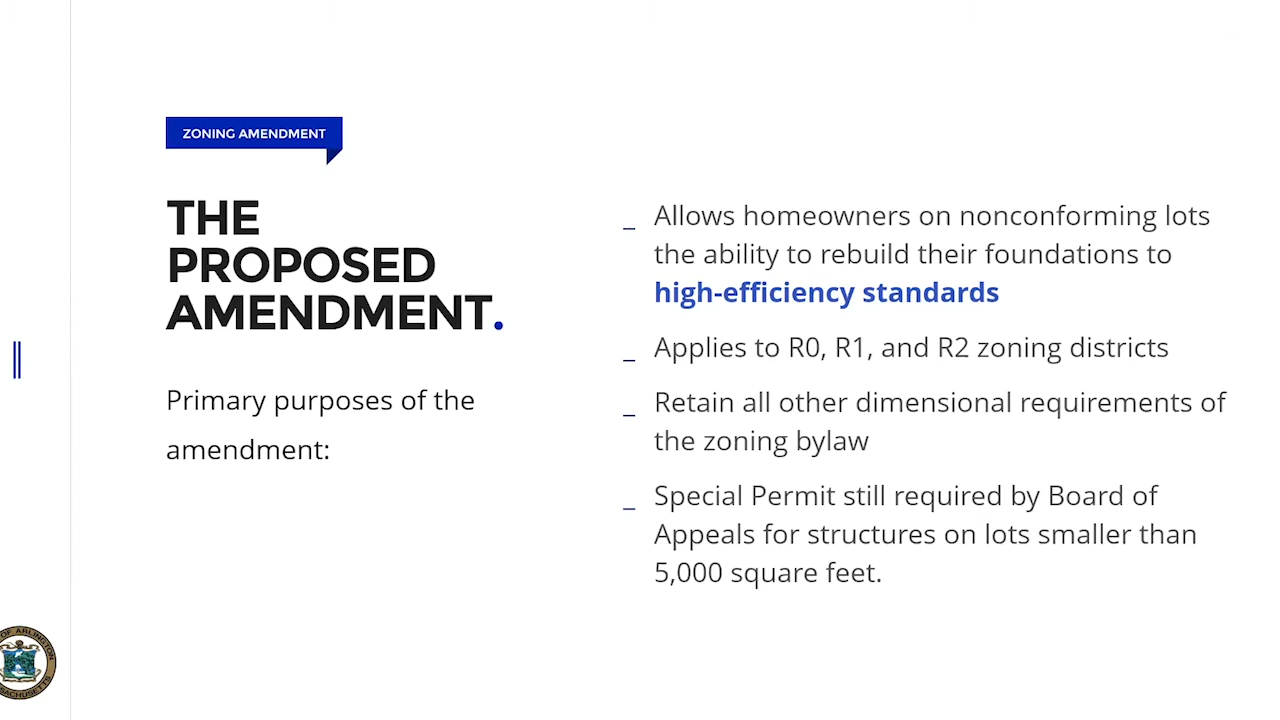 ZONING AMENDMENT
THE
PROPOSED
AMENDMENT.
Primary purposes of the
amendment:
_ Allows homeowners on nonconforming lots
the ability to rebuild their foundations to
high-efficiency standards
_ Applies to R0, R1, and R2 zoning districts
_ Retain all other dimensional requirements of
the zoning bylaw
_ Special Permit still required by Board of
Appeals for structures on lots smaller than
5,000 square feet.
OF ARLINGTON